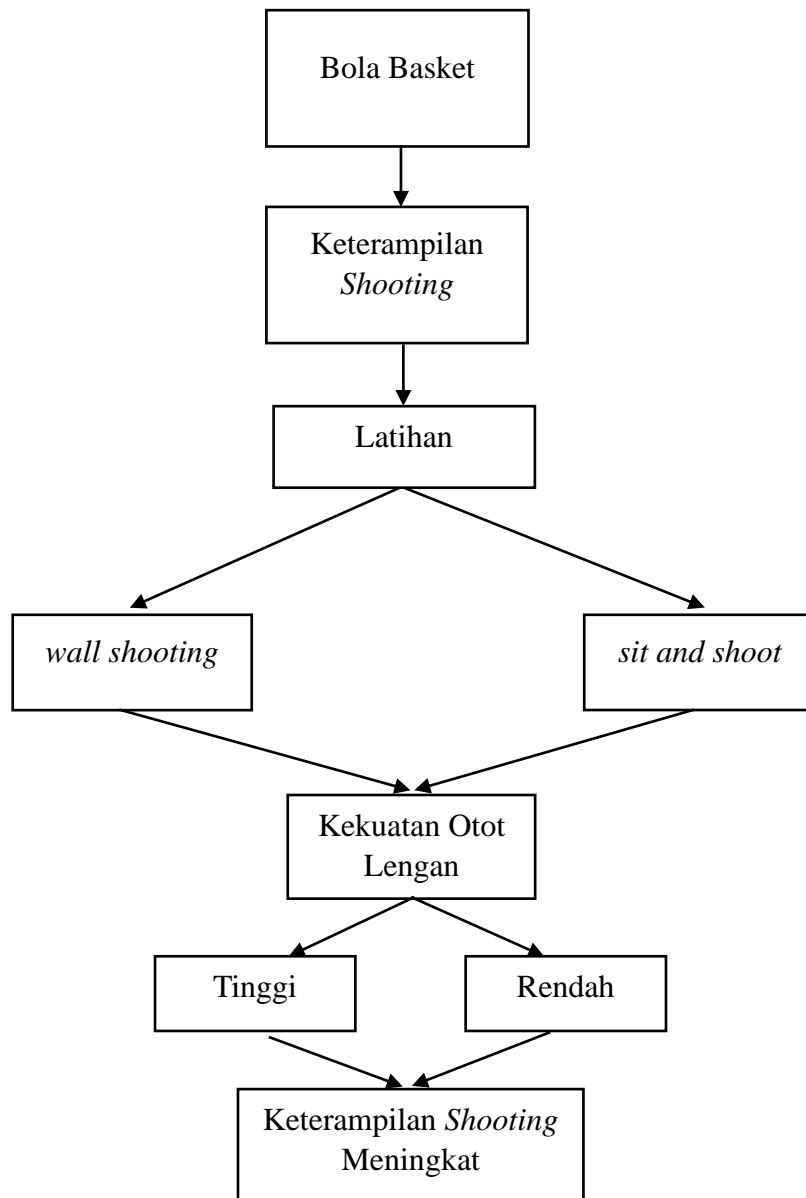 Bola Basket
Keterampilan
Shooting
Latihan
wall shooting
sit and shoot
Kekuatan Otot
Lengan
Tinggi
Rendah
Keterampilan Shooting
Meningkat